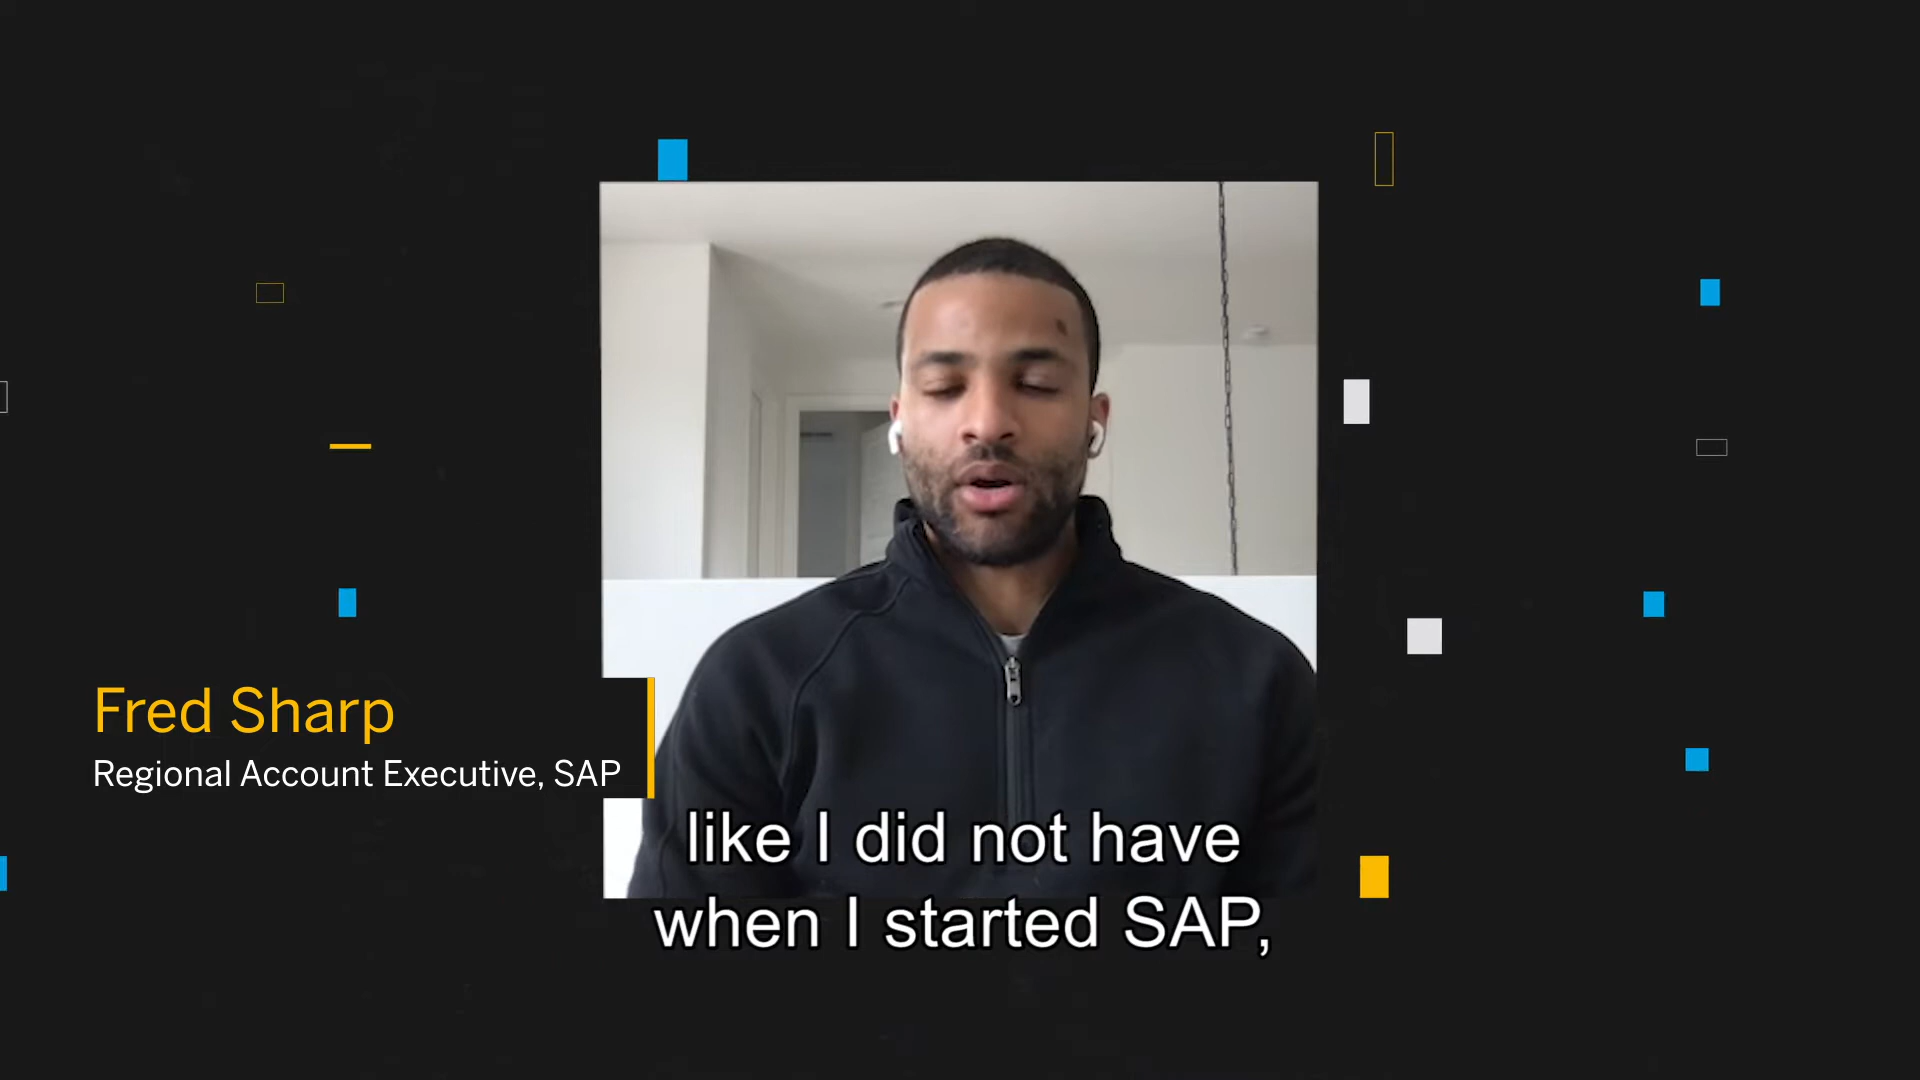 Fred Sharp
Regional Account Executive, SAP
like I did not have
when I started SAP,